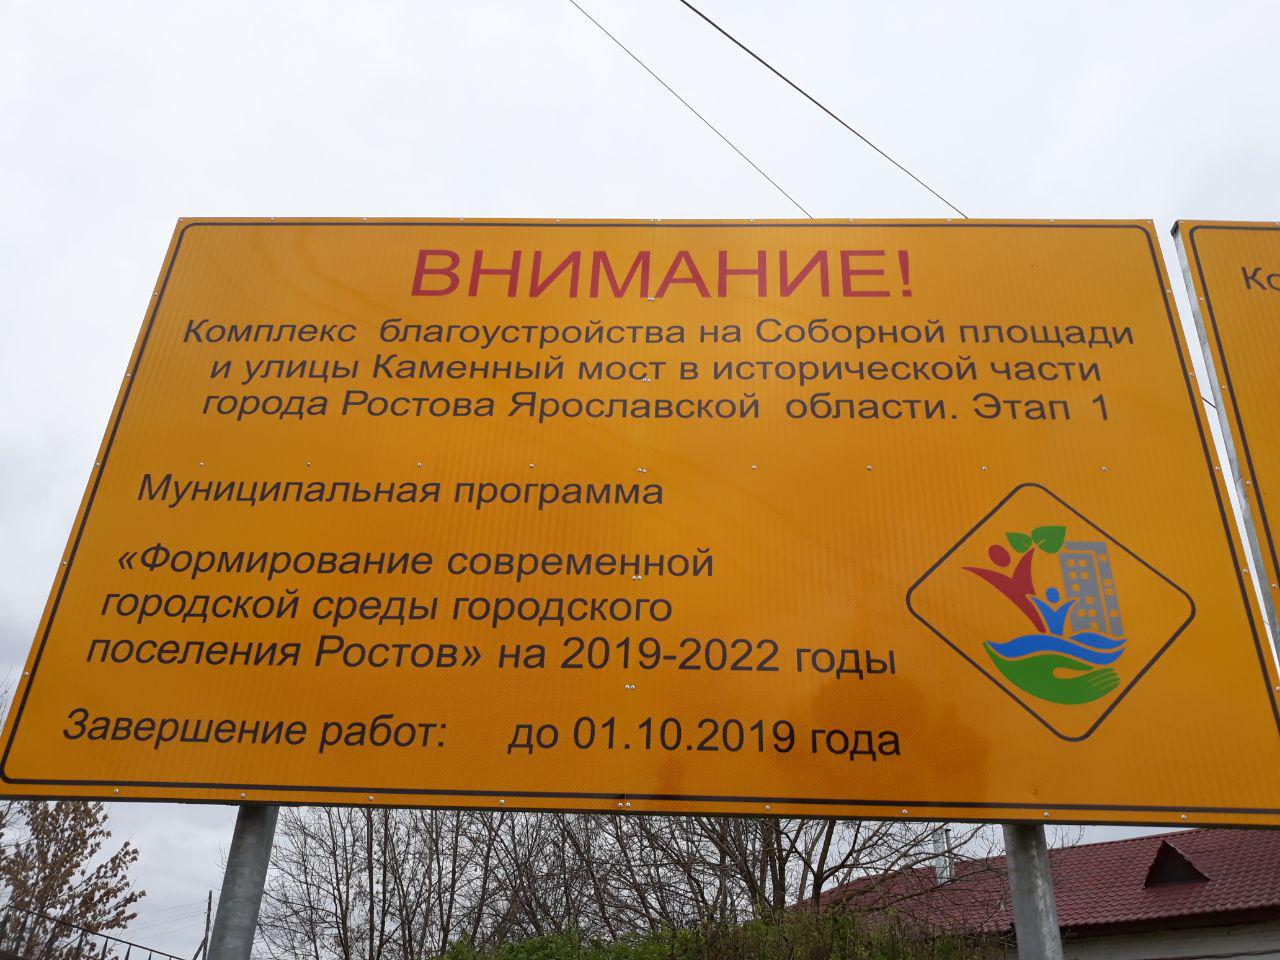 ВНИМАНИЕ!
Комплекс благоустройства на Соборной площади
и улицы Каменный мост в исторической части
города Ростова Ярославской области. Этап 1
Муниципальная программа
«Формирование современной
городской среды городского
поселения Ростов» на 2019-2022 годы
Завершение работ: до 01.10.2019 года